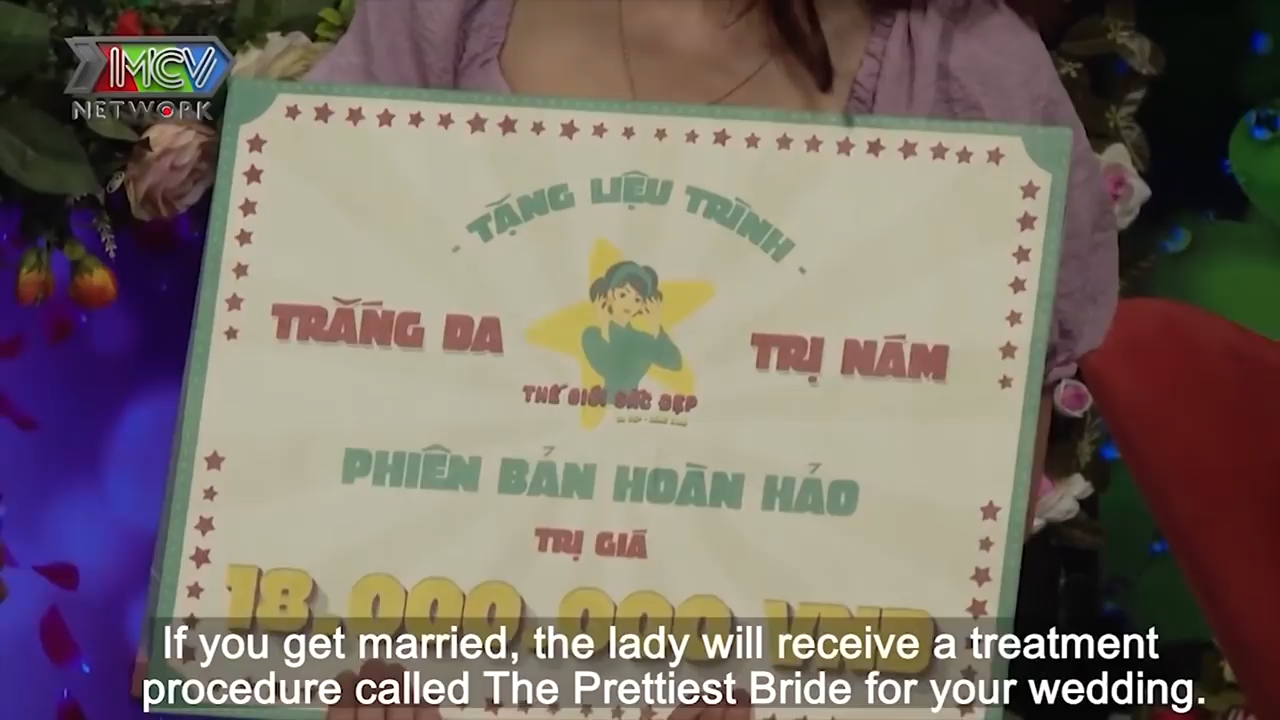 MCV
NETWORK
- TẶNG LIỆU TRÌNH -
TRẮNG DA
TRỊ NÁM
THẾ GIỚI SẮC ĐẸP
PHIÊN BẢN HOÀN HẢO
TRỊ GIÁ
18.000.000 VNĐ
If you get married, the lady will receive a treatment
procedure called The Prettiest Bride for your wedding.